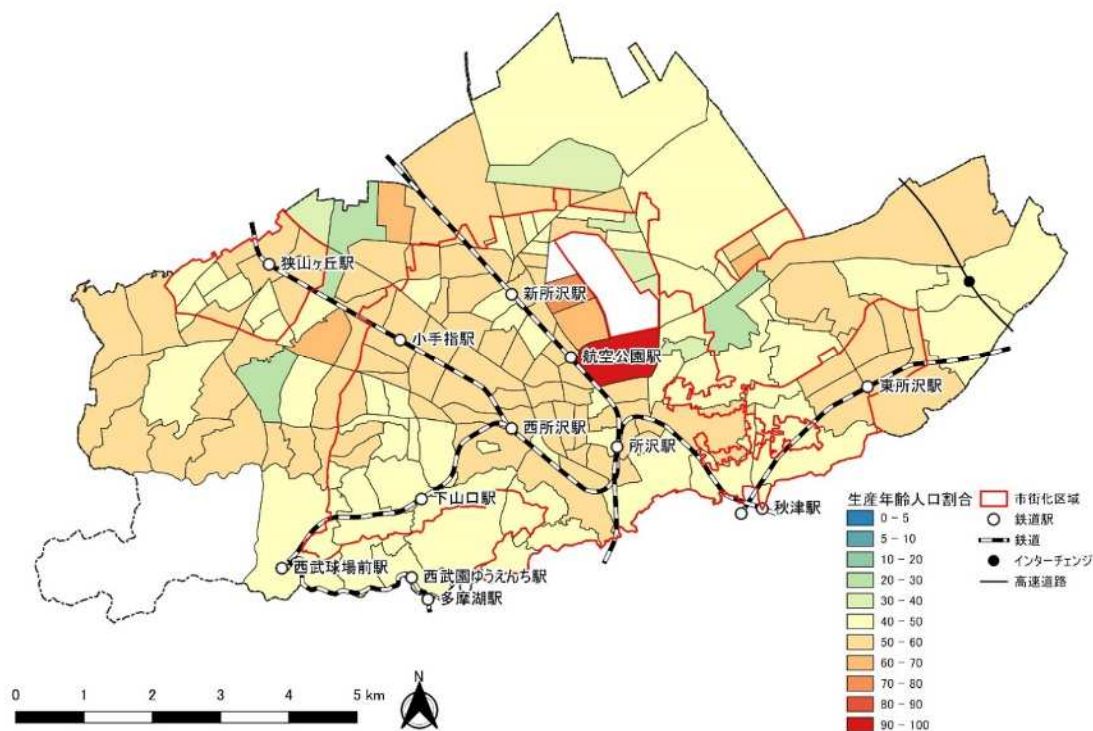 狭山ヶ丘駅
新所沢駅
小手指駅
航空公園駅
東所沢駅
西所沢駅
所沢駅
下山口駅
秋津駅
西武球場前駅
西武園ゆうえんち駅
多摩湖駅
生産年齢人口割合
0 - 5
5 - 10
10 - 20
20 - 30
30 - 40
40 - 50
50 - 60
60 - 70
70 - 80
80 - 90
90 - 100
市街化区域
鉄道駅
鉄道
インターチェンジ
高速道路
0 1 2 3 4 5 km
N